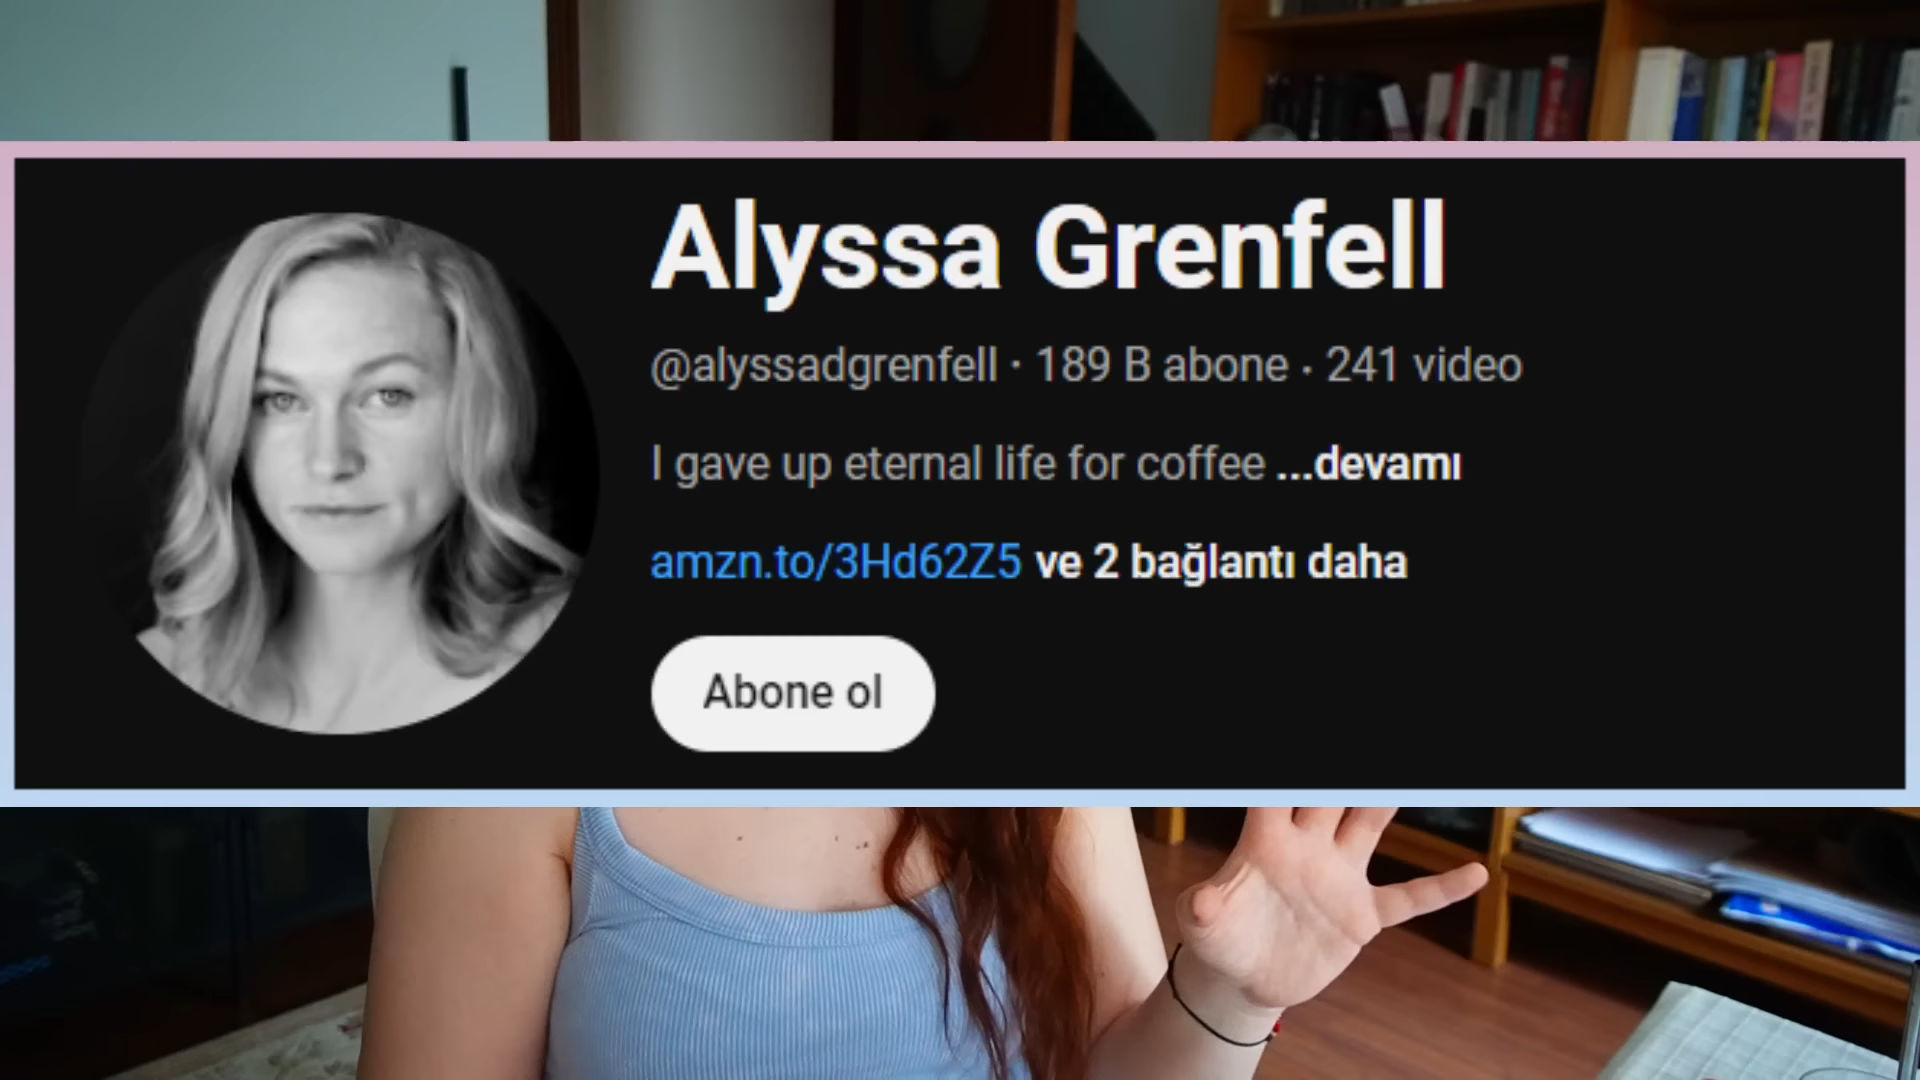 Alyssa Grenfell
@alyssadgrenfell · 189 B abone · 241 video
I gave up eternal life for coffee ...devamı
amzn.to/3Hd62Z5 ve 2 bağlantı daha
Abone ol